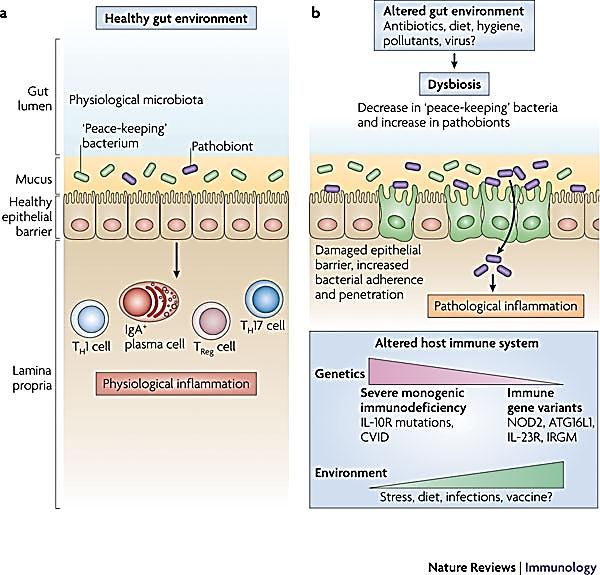 a
Healthy gut environment
Gut
lumen
Physiological microbiota
‘Peace-keeping’
bacterium
Pathobiont
Mucus
Healthy
epithelial
barrier
Lamina
propria
TH1 cell
IgA+
plasma cell
TReg cell
TH17 cell
Physiological inflammation
b
Altered gut environment
Antibiotics, diet, hygiene,
pollutants, virus?
Dysbiosis
Decrease in ‘peace-keeping’ bacteria
and increase in pathobionts
Damaged epithelial
barrier, increased
bacterial adherence
and penetration
Pathological inflammation
Altered host immune system
Genetics
Severe monogenic
immunodeficiency
IL-10R mutations,
CVID
Immune
gene variants
NOD2, ATG16L1,
IL-23R, IRGM
Environment
Stress, diet, infections, vaccine?
Nature Reviews | Immunology